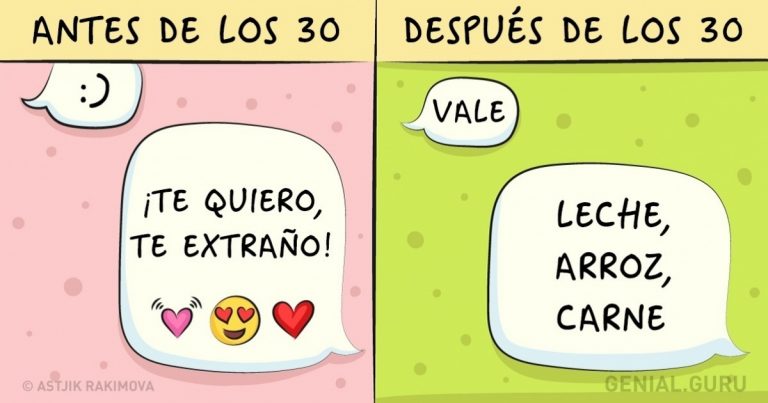 ANTES DE LOS 30
:)
¡TE QUIERO,
TE EXTRAÑO!
© ASTJIK RAKIMOVA
DESPUÉS DE LOS 30
VALE
LECHE,
ARROZ,
CARNE
GENIAL.GURU